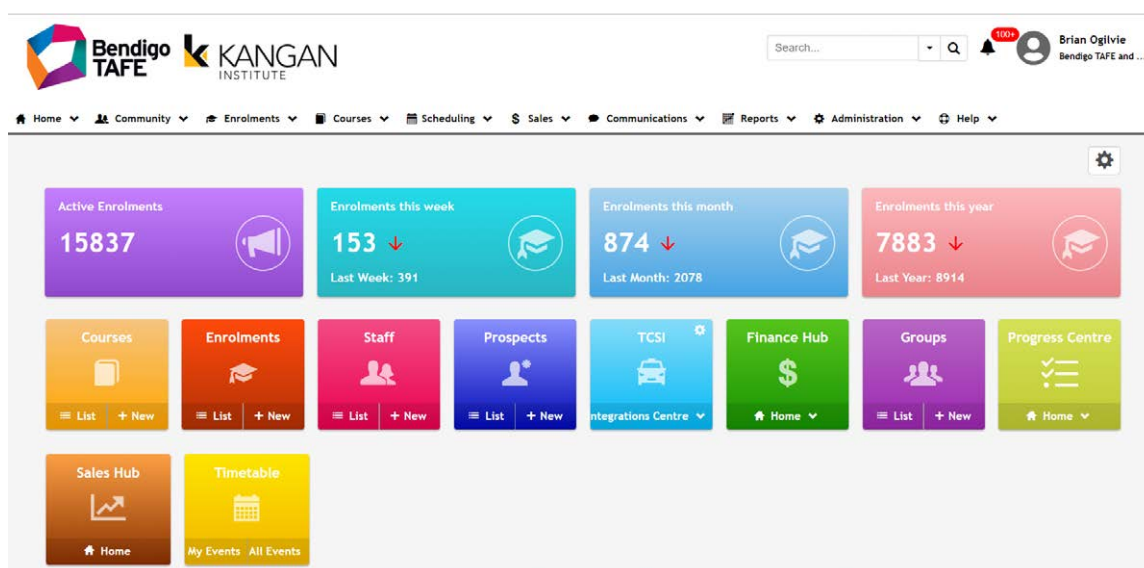 Bendigo
TAFE
KANGAN
INSTITUTE
Search...
100+
Brian Ogilvie
Bendigo TAFE and ...
Home Community Enrolments Courses Scheduling $ Sales Communications Reports Administration Help
Active Enrolments
15837
Enrolments this week
153 ↓
Last Week: 391
Enrolments this month
874 ↓
Last Month: 2078
Enrolments this year
7883 ↓
Last Year: 8914
Courses
List + New
Enrolments
List + New
Staff
List + New
Prospects
List + New
TCSI
ntegrations Centre
Finance Hub
$
Home
Groups
List + New
Progress Centre
Home
Sales Hub
Home
Timetable
My Events All Events